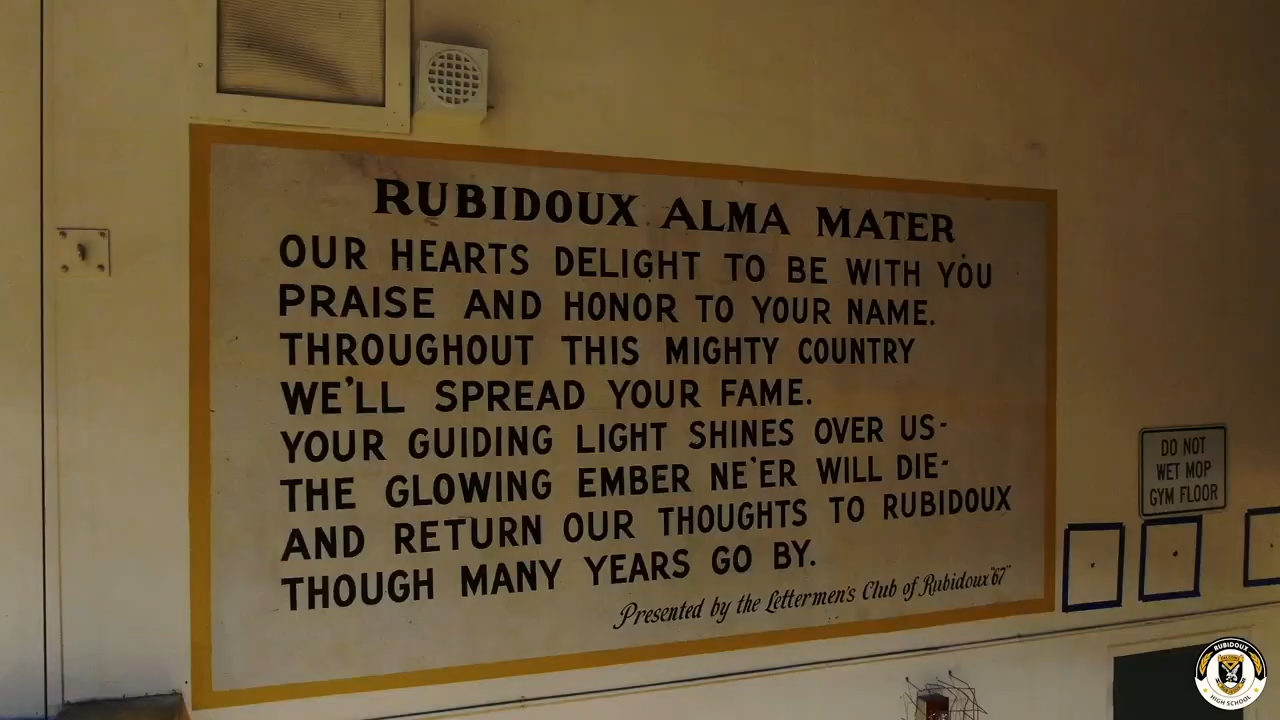 RUBIDOUX ALMA MATER
OUR HEARTS DELIGHT TO BE WITH YOU
PRAISE AND HONOR TO YOUR NAME.
THROUGHOUT THIS MIGHTY COUNTRY
WE'LL SPREAD YOUR FAME.
YOUR GUIDING LIGHT SHINES OVER US-
THE GLOWING EMBER NE'ER WILL DIE-
AND RETURN OUR THOUGHTS TO RUBIDOUX
THOUGH MANY YEARS GO BY.
Presented by the Lettermen's Club of Rubidoux "67"
DO NOT
WET MOP
GYM FLOOR
RUBIDOUX
HIGH SCHOOL